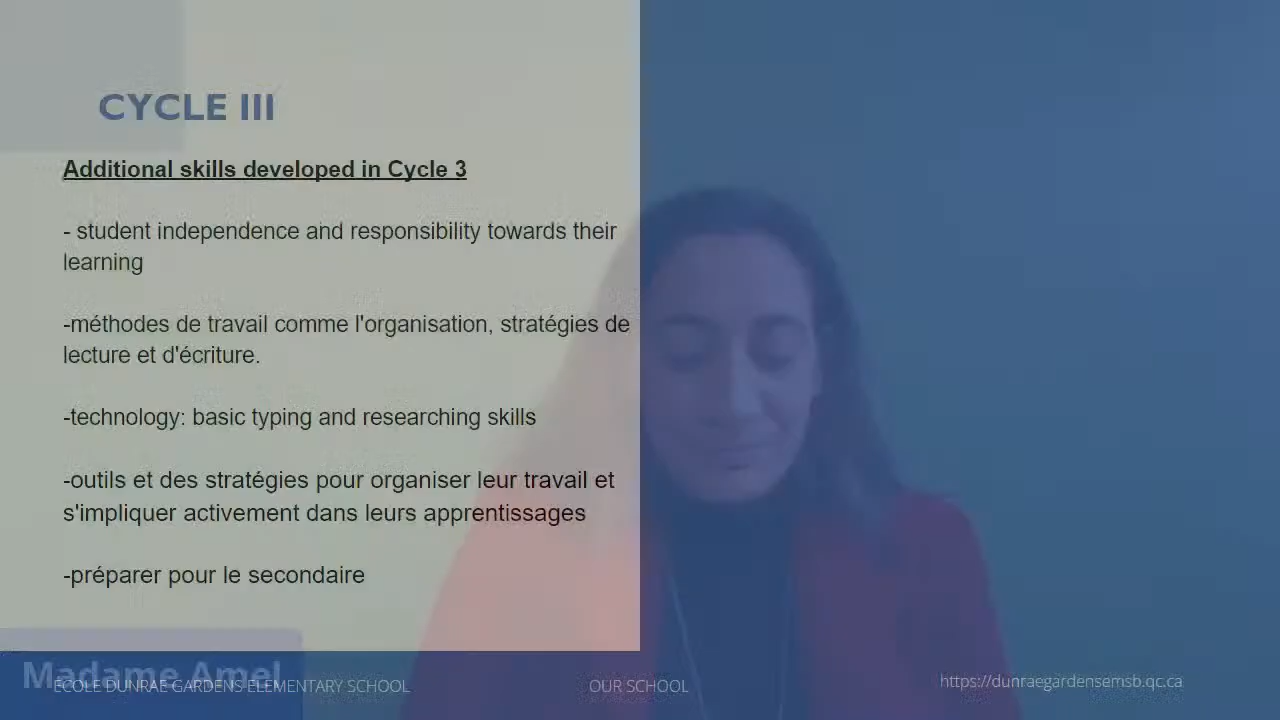 CYCLE III
Additional skills developed in Cycle 3
- student independence and responsibility towards their
learning
-méthodes de travail comme l'organisation, stratégies de
lecture et d'écriture.
-technology: basic typing and researching skills
-outils et des stratégies pour organiser leur travail et
s'impliquer activement dans leurs apprentissages
-préparer pour le secondaire
Madame Amel
ÉCOLE DUNRAE GARDENS ELEMENTARY SCHOOL
OUR SCHOOL
https://dunraegardensemsb.qc.ca